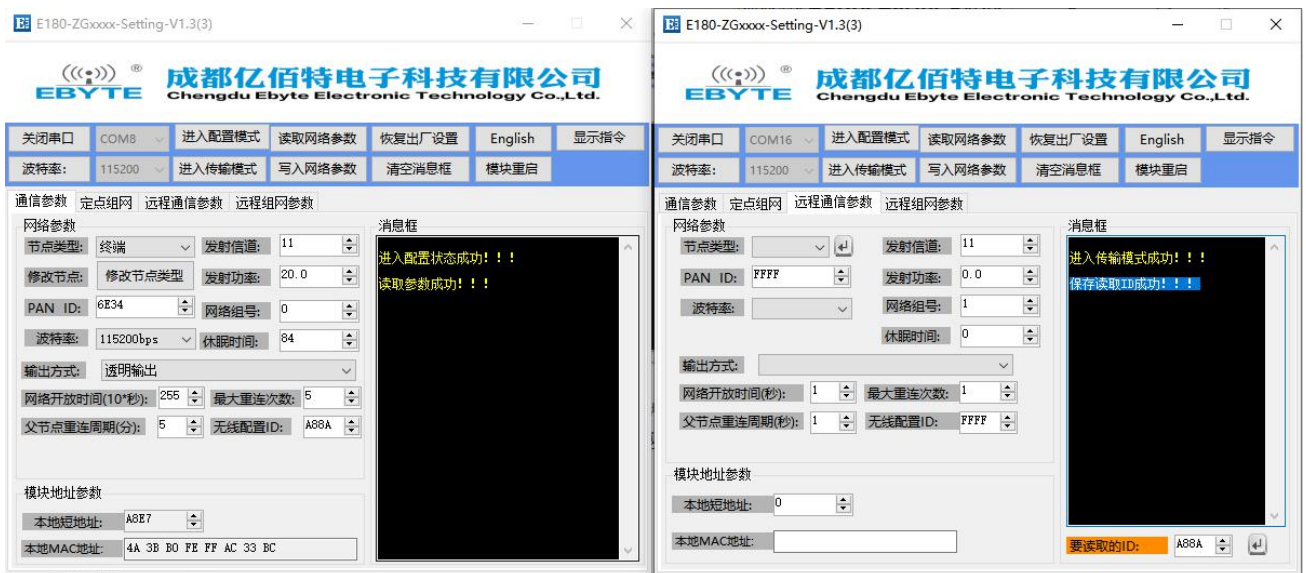 E180-ZGxxxx-Setting-V1.3(3)
EBYTE ®
成都亿佰特电子科技有限公司
Chengdu Ebyte Electronic Technology Co.,Ltd.
关闭串口 COM8 进入配置模式 读取网络参数 恢复出厂设置 English 显示指令
波特率: 115200 进入传输模式 写入网络参数 清空消息框 模块重启
通信参数 定点组网 远程通信参数 远程组网参数
网络参数 消息框
节点类型: 终端 发射信道: 11
修改节点: 修改节点类型 发射功率: 20.0
PAN ID: 6E34 网络组号: 0
波特率: 115200bps 休眠时间: 84
输出方式: 透明输出
网络开放时间(10*秒): 255 最大重连次数: 5
父节点重连周期(分): 5 无线配置ID: A88A
进入配置状态成功!!!
读取参数成功!!!
模块地址参数
本地短地址: A8E7
本地MAC地址: 4A 3B B0 FE FF AC 33 BC
E180-ZGxxxx-Setting-V1.3(3)
EBYTE ®
成都亿佰特电子科技有限公司
Chengdu Ebyte Electronic Technology Co.,Ltd.
关闭串口 COM16 进入配置模式 读取网络参数 恢复出厂设置 English 显示指令
波特率: 115200 进入传输模式 写入网络参数 清空消息框 模块重启
通信参数 定点组网 远程通信参数 远程组网参数
网络参数 消息框
节点类型: 发射信道: 11
PAN ID: FFFF 发射功率: 0.0
波特率: 网络组号: 1
休眠时间: 0
输出方式:
网络开放时间(秒): 1 最大重连次数: 1
父节点重连周期(秒): 1 无线配置ID: FFFF
进入传输模式成功!!!
保存读取ID成功!!!
模块地址参数
本地短地址: 0
本地MAC地址:
要读取的ID: A88A